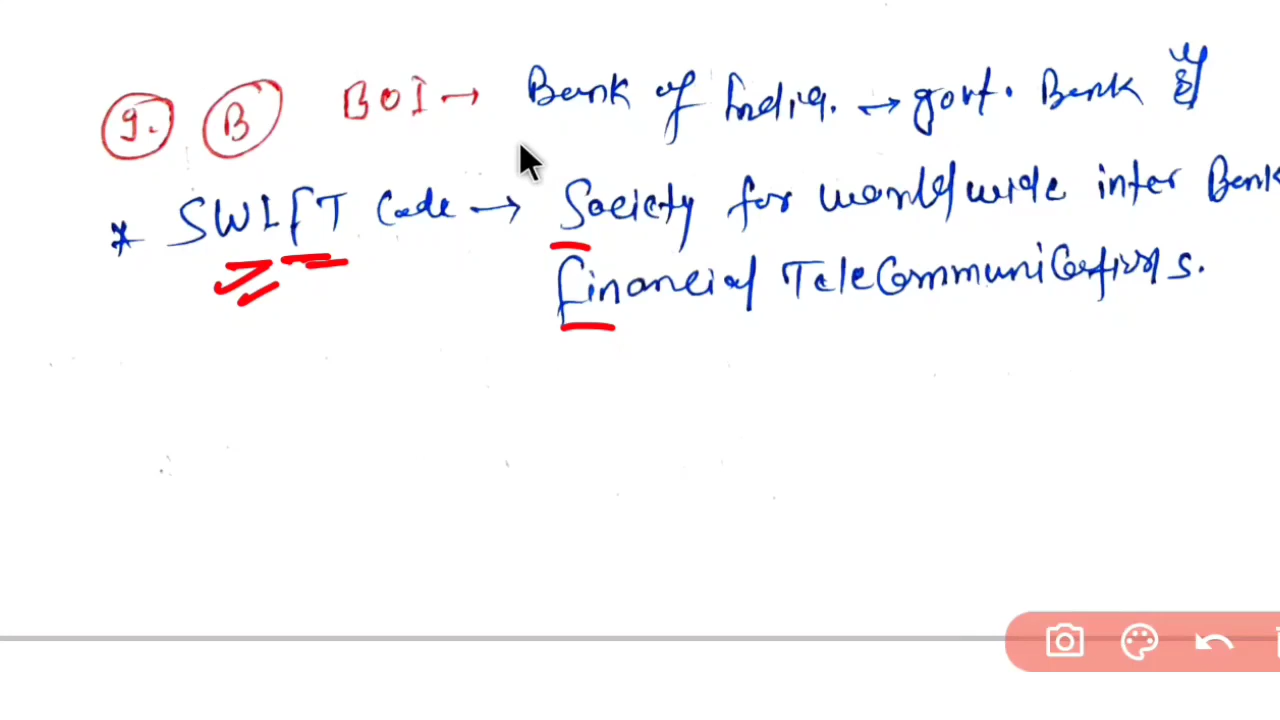 9. B BOI → Bank of India. → govt. Bank है
* SWIFT Code → Society for worldwide inter Bank
Financial TeleCommunications.